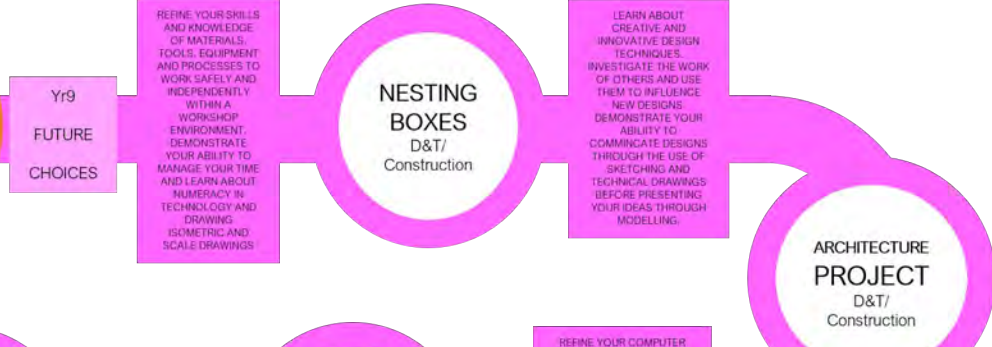 Yr9
FUTURE
CHOICES
REFINE YOUR SKILLS
AND KNOWLEDGE
OF MATERIALS,
TOOLS, EQUIPMENT
AND PROCESSES TO
WORK SAFELY AND
INDEPENDENTLY
WITHIN A
WORKSHOP
ENVIRONMENT.
DEMONSTRATE
YOUR ABILITY TO
MANAGE YOUR TIME
AND LEARN ABOUT
NUMERACY IN
TECHNOLOGY AND
DRAWING
ISOMETRIC AND
SCALE DRAWINGS
NESTING
BOXES
D&T/
Construction
LEARN ABOUT
CREATIVE AND
INNOVATIVE DESIGN
TECHNIQUES.
INVESTIGATE THE WORK
OF OTHERS AND USE
THEM TO INFLUENCE
NEW DESIGNS
DEMONSTRATE YOUR
ABILIITY TO
COMMINCATE DESIGNS
THROUGH THE USE OF
SKETCHING AND
TECHNICAL DRAWINGS
BEFORE PRESENTING
YOUR IDEAS THROUGH
MODELLING.
ARCHITECTURE
PROJECT
D&T/
Construction
REFINE YOUR COMPUTER